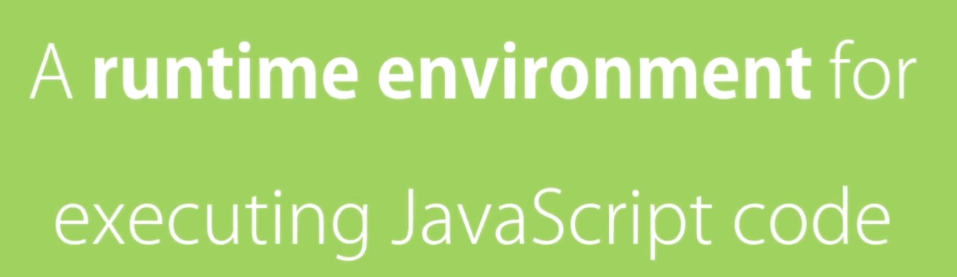 A runtime environment for
executing JavaScript code